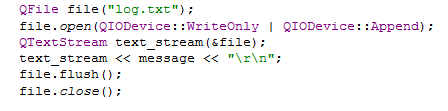 QFile file("log.txt");
file.open(QIODevice::WriteOnly | QIODevice::Append);
QTextStream text_stream(&file);
text_stream << message << "\r\n";
file.flush();
file.close();